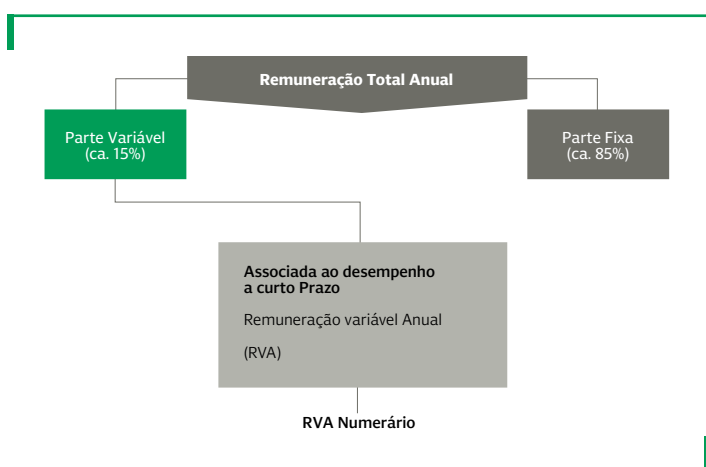 Remuneração Total Anual
Parte Variável
(ca. 15%)
Parte Fixa
(ca. 85%)
Associada ao desempenho
a curto Prazo
Remuneração variável Anual
(RVA)
RVA Numerário